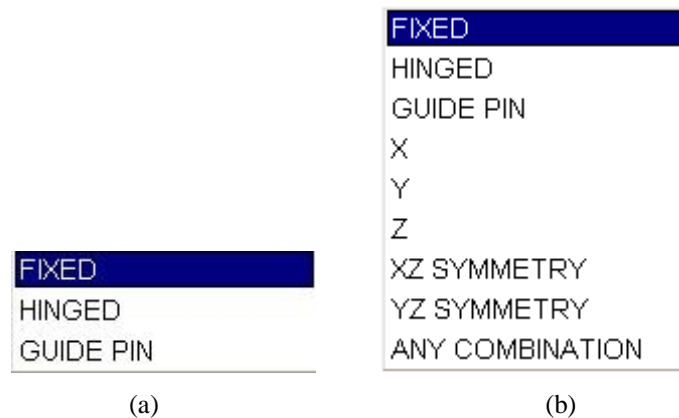 FIXED
HINGED
GUIDE PIN
(a)
FIXED
HINGED
GUIDE PIN
X
Y
Z
XZ SYMMETRY
YZ SYMMETRY
ANY COMBINATION
(b)